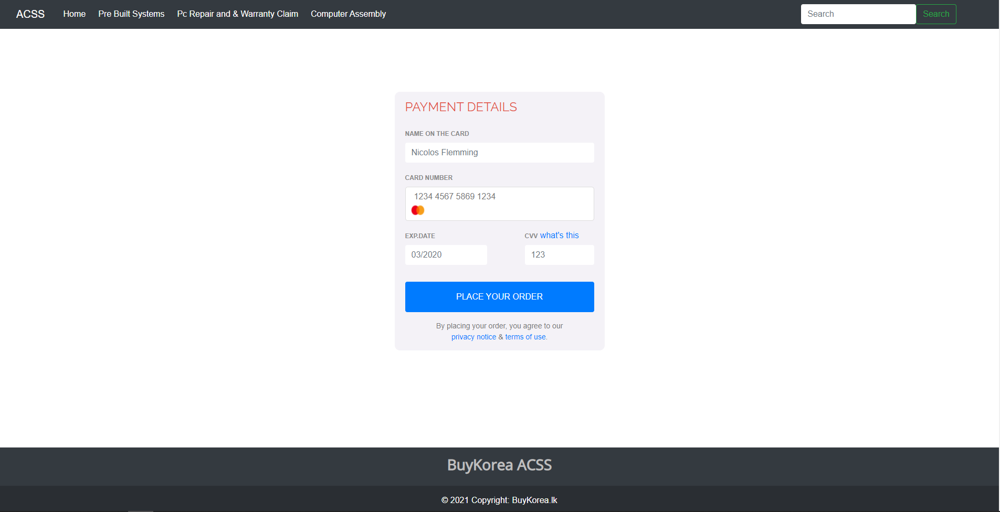 ACSS Home Pre Built Systems Pc Repair and & Warranty Claim Computer Assembly Search Search
PAYMENT DETAILS
NAME ON THE CARD
Nicolos Flemming
CARD NUMBER
1234 4567 5869 1234
EXP.DATE CVV what's this
03/2020 123
PLACE YOUR ORDER
By placing your order, you agree to our
privacy notice & terms of use.
BuyKorea ACSS
© 2021 Copyright: BuyKorea.lk